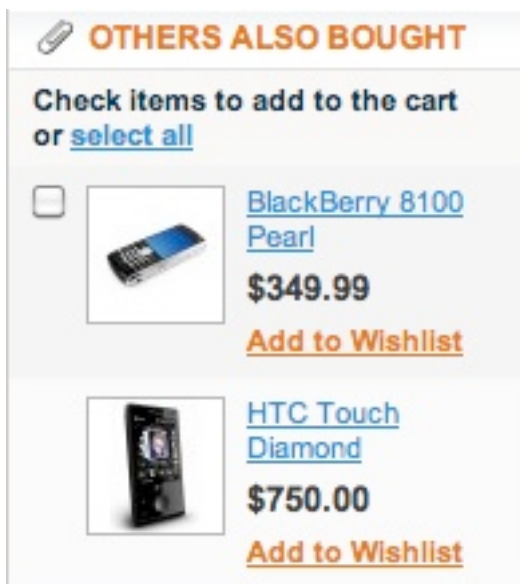 OTHERS ALSO BOUGHT
Check items to add to the cart
or select all
BlackBerry 8100
Pearl
$349.99
Add to Wishlist
HTC Touch
Diamond
$750.00
Add to Wishlist